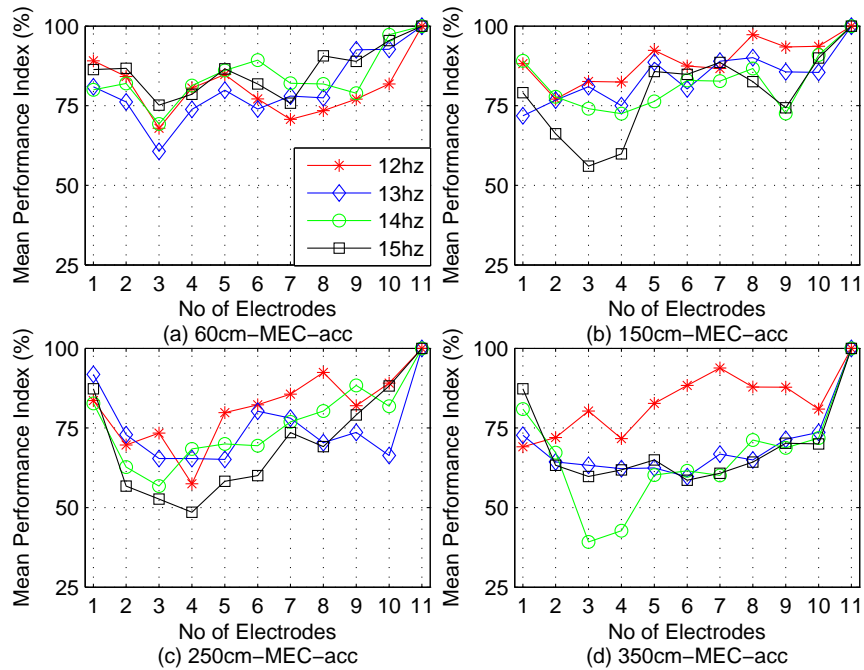 100
75
50
25
Mean Performance Index (%)
12hz
13hz
14hz
15hz
1 2 3 4 5 6 7 8 9 10 11
No of Electrodes
(a) 60cm-MEC-acc
100
75
50
25
Mean Performance Index (%)
1 2 3 4 5 6 7 8 9 10 11
No of Electrodes
(b) 150cm-MEC-acc
100
75
50
25
Mean Performance Index (%)
1 2 3 4 5 6 7 8 9 10 11
No of Electrodes
(c) 250cm-MEC-acc
100
75
50
25
Mean Performance Index (%)
1 2 3 4 5 6 7 8 9 10 11
No of Electrodes
(d) 350cm-MEC-acc